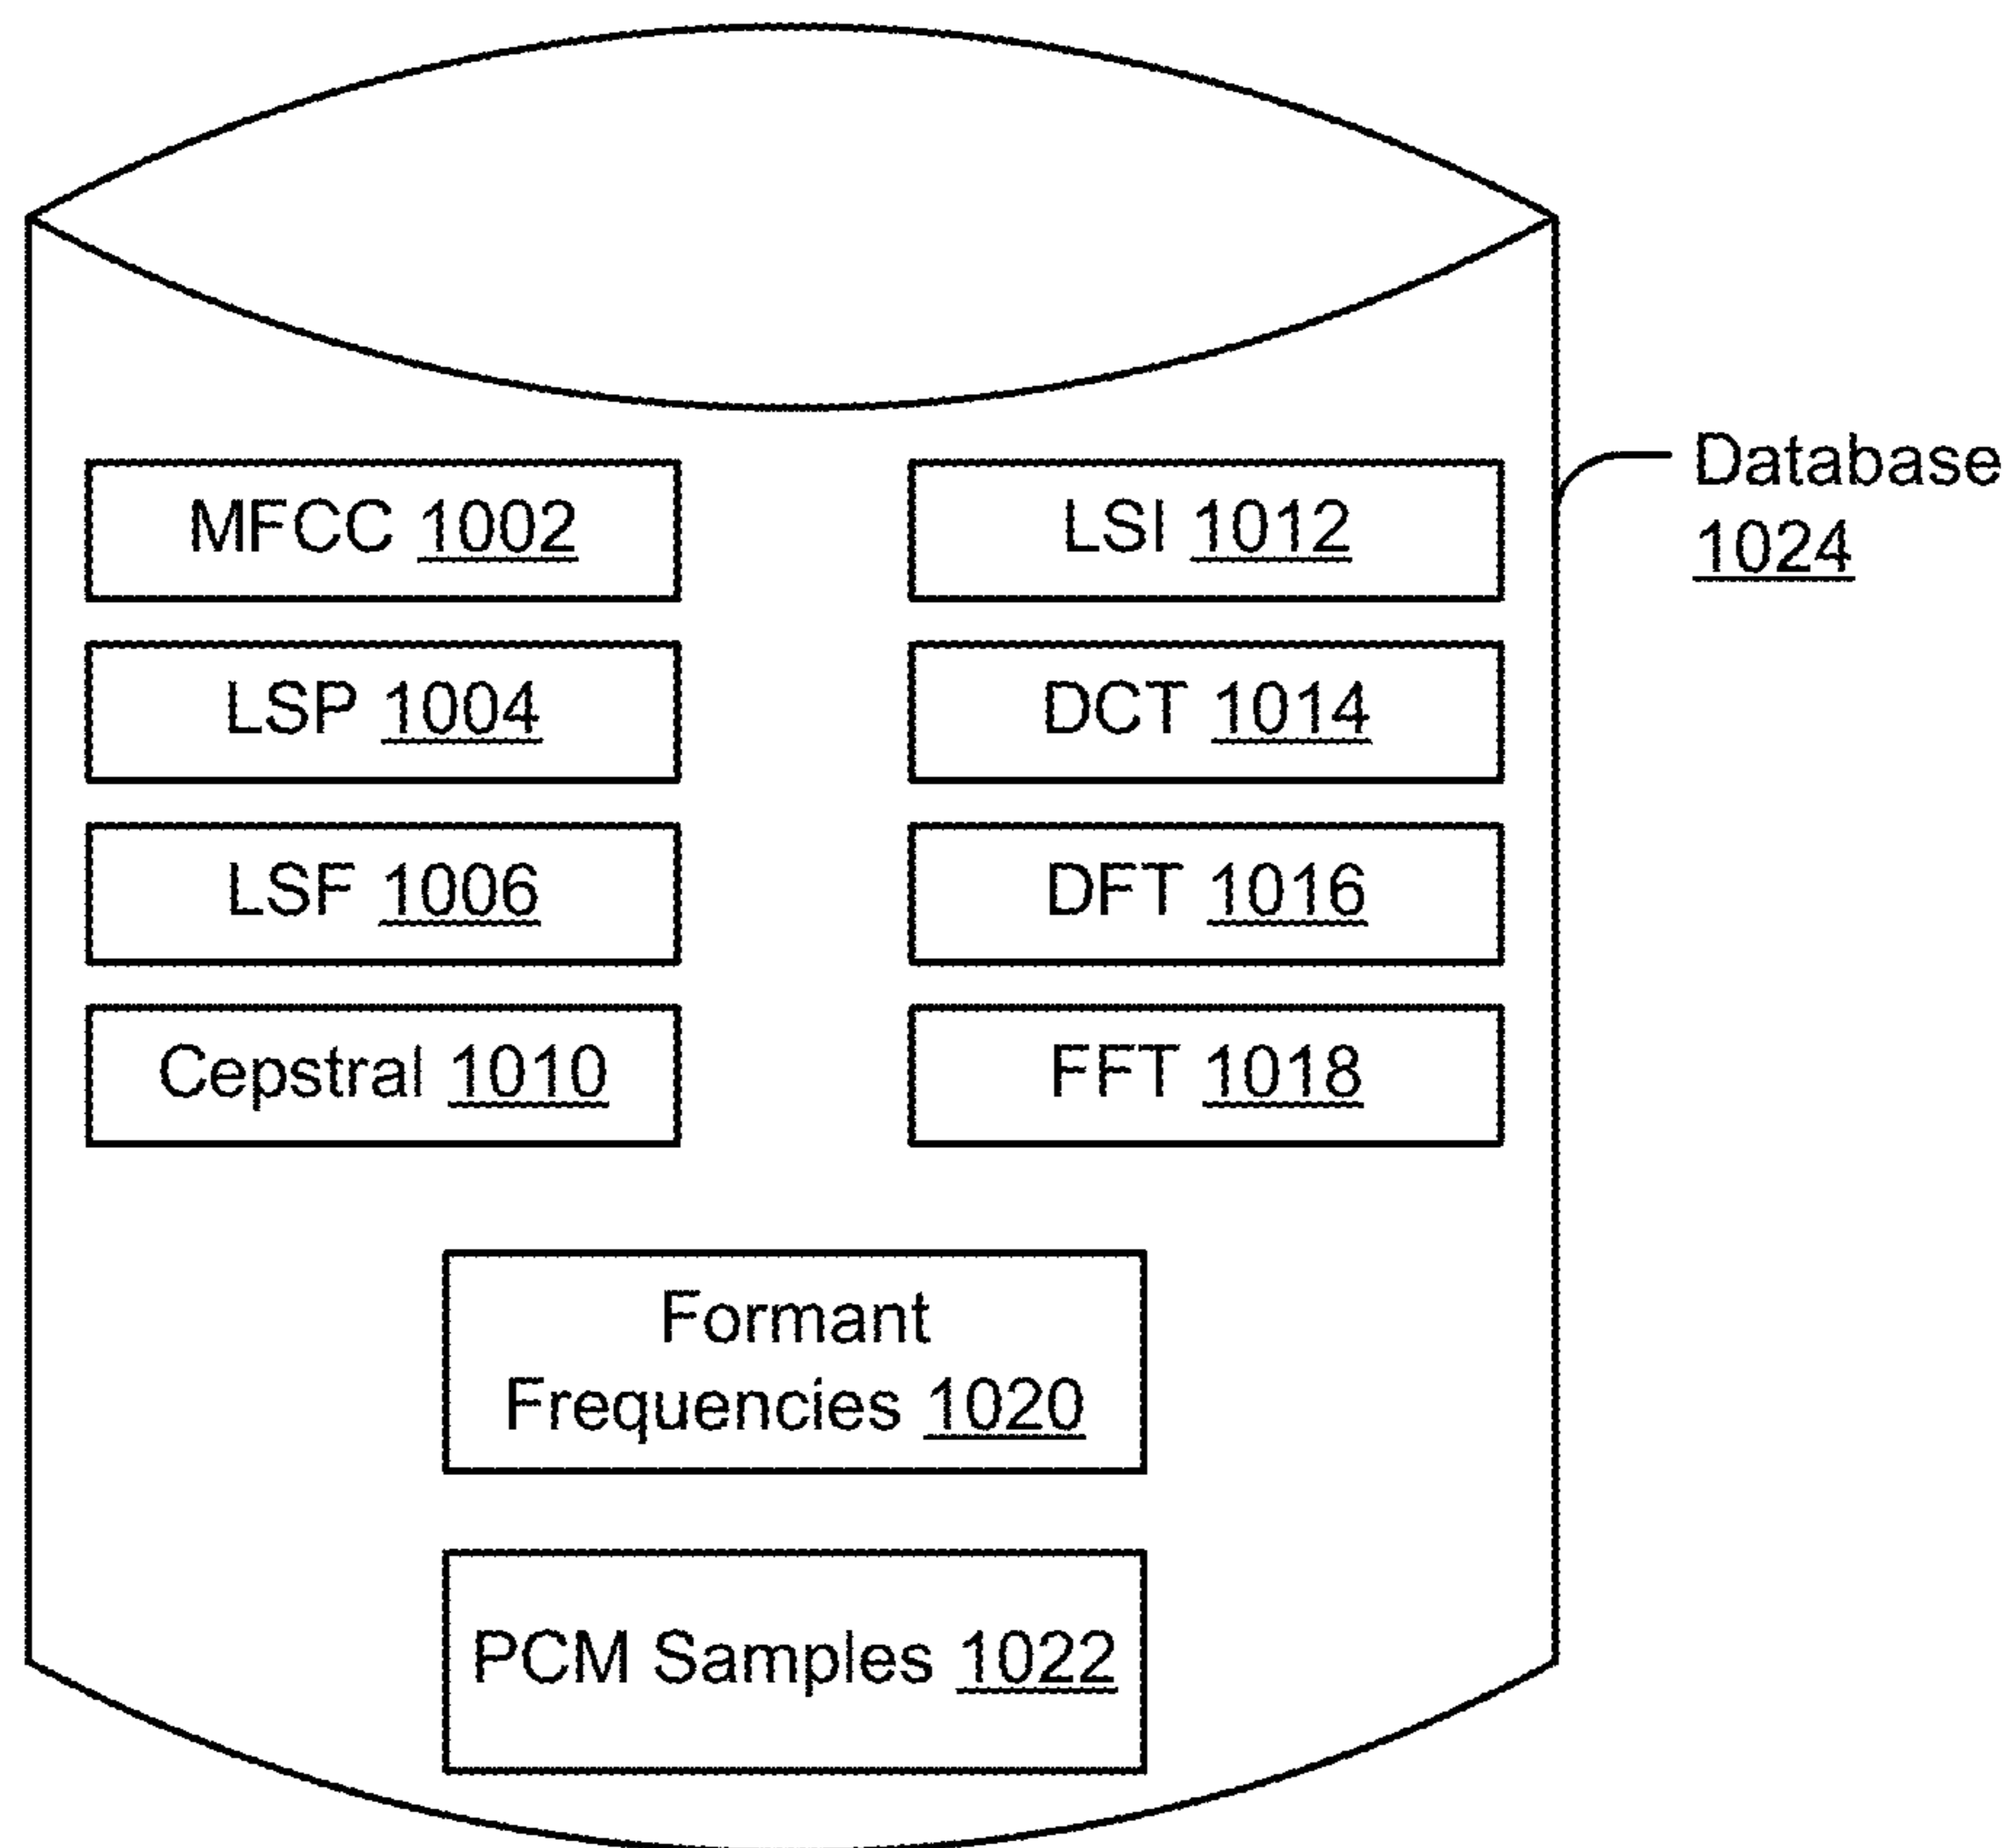 MFCC 1002
LSP 1004
LSF 1006
Cepstral 1010
LSI 1012
DCT 1014
DFT 1016
FFT 1018
Formant
Frequencies 1020
PCM Samples 1022
Database
1024